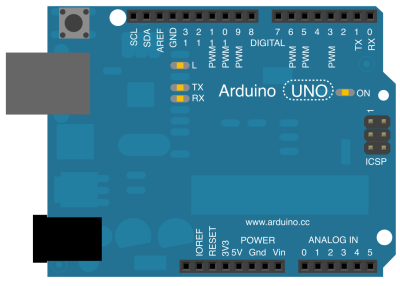 SCL
SDA
AREF
GND
13
12
PWM 11
PWM 10
PWM 9
8
DIGITAL
7
PWM 6
PWM 5
4
PWM 3
2
TX 1
RX 0
L
TX
RX
Arduino UNO
ON
1
ICSP
www.arduino.cc
POWER
IOREF
RESET
3V3
5V
Gnd
Vin
ANALOG IN
0 1 2 3 4 5